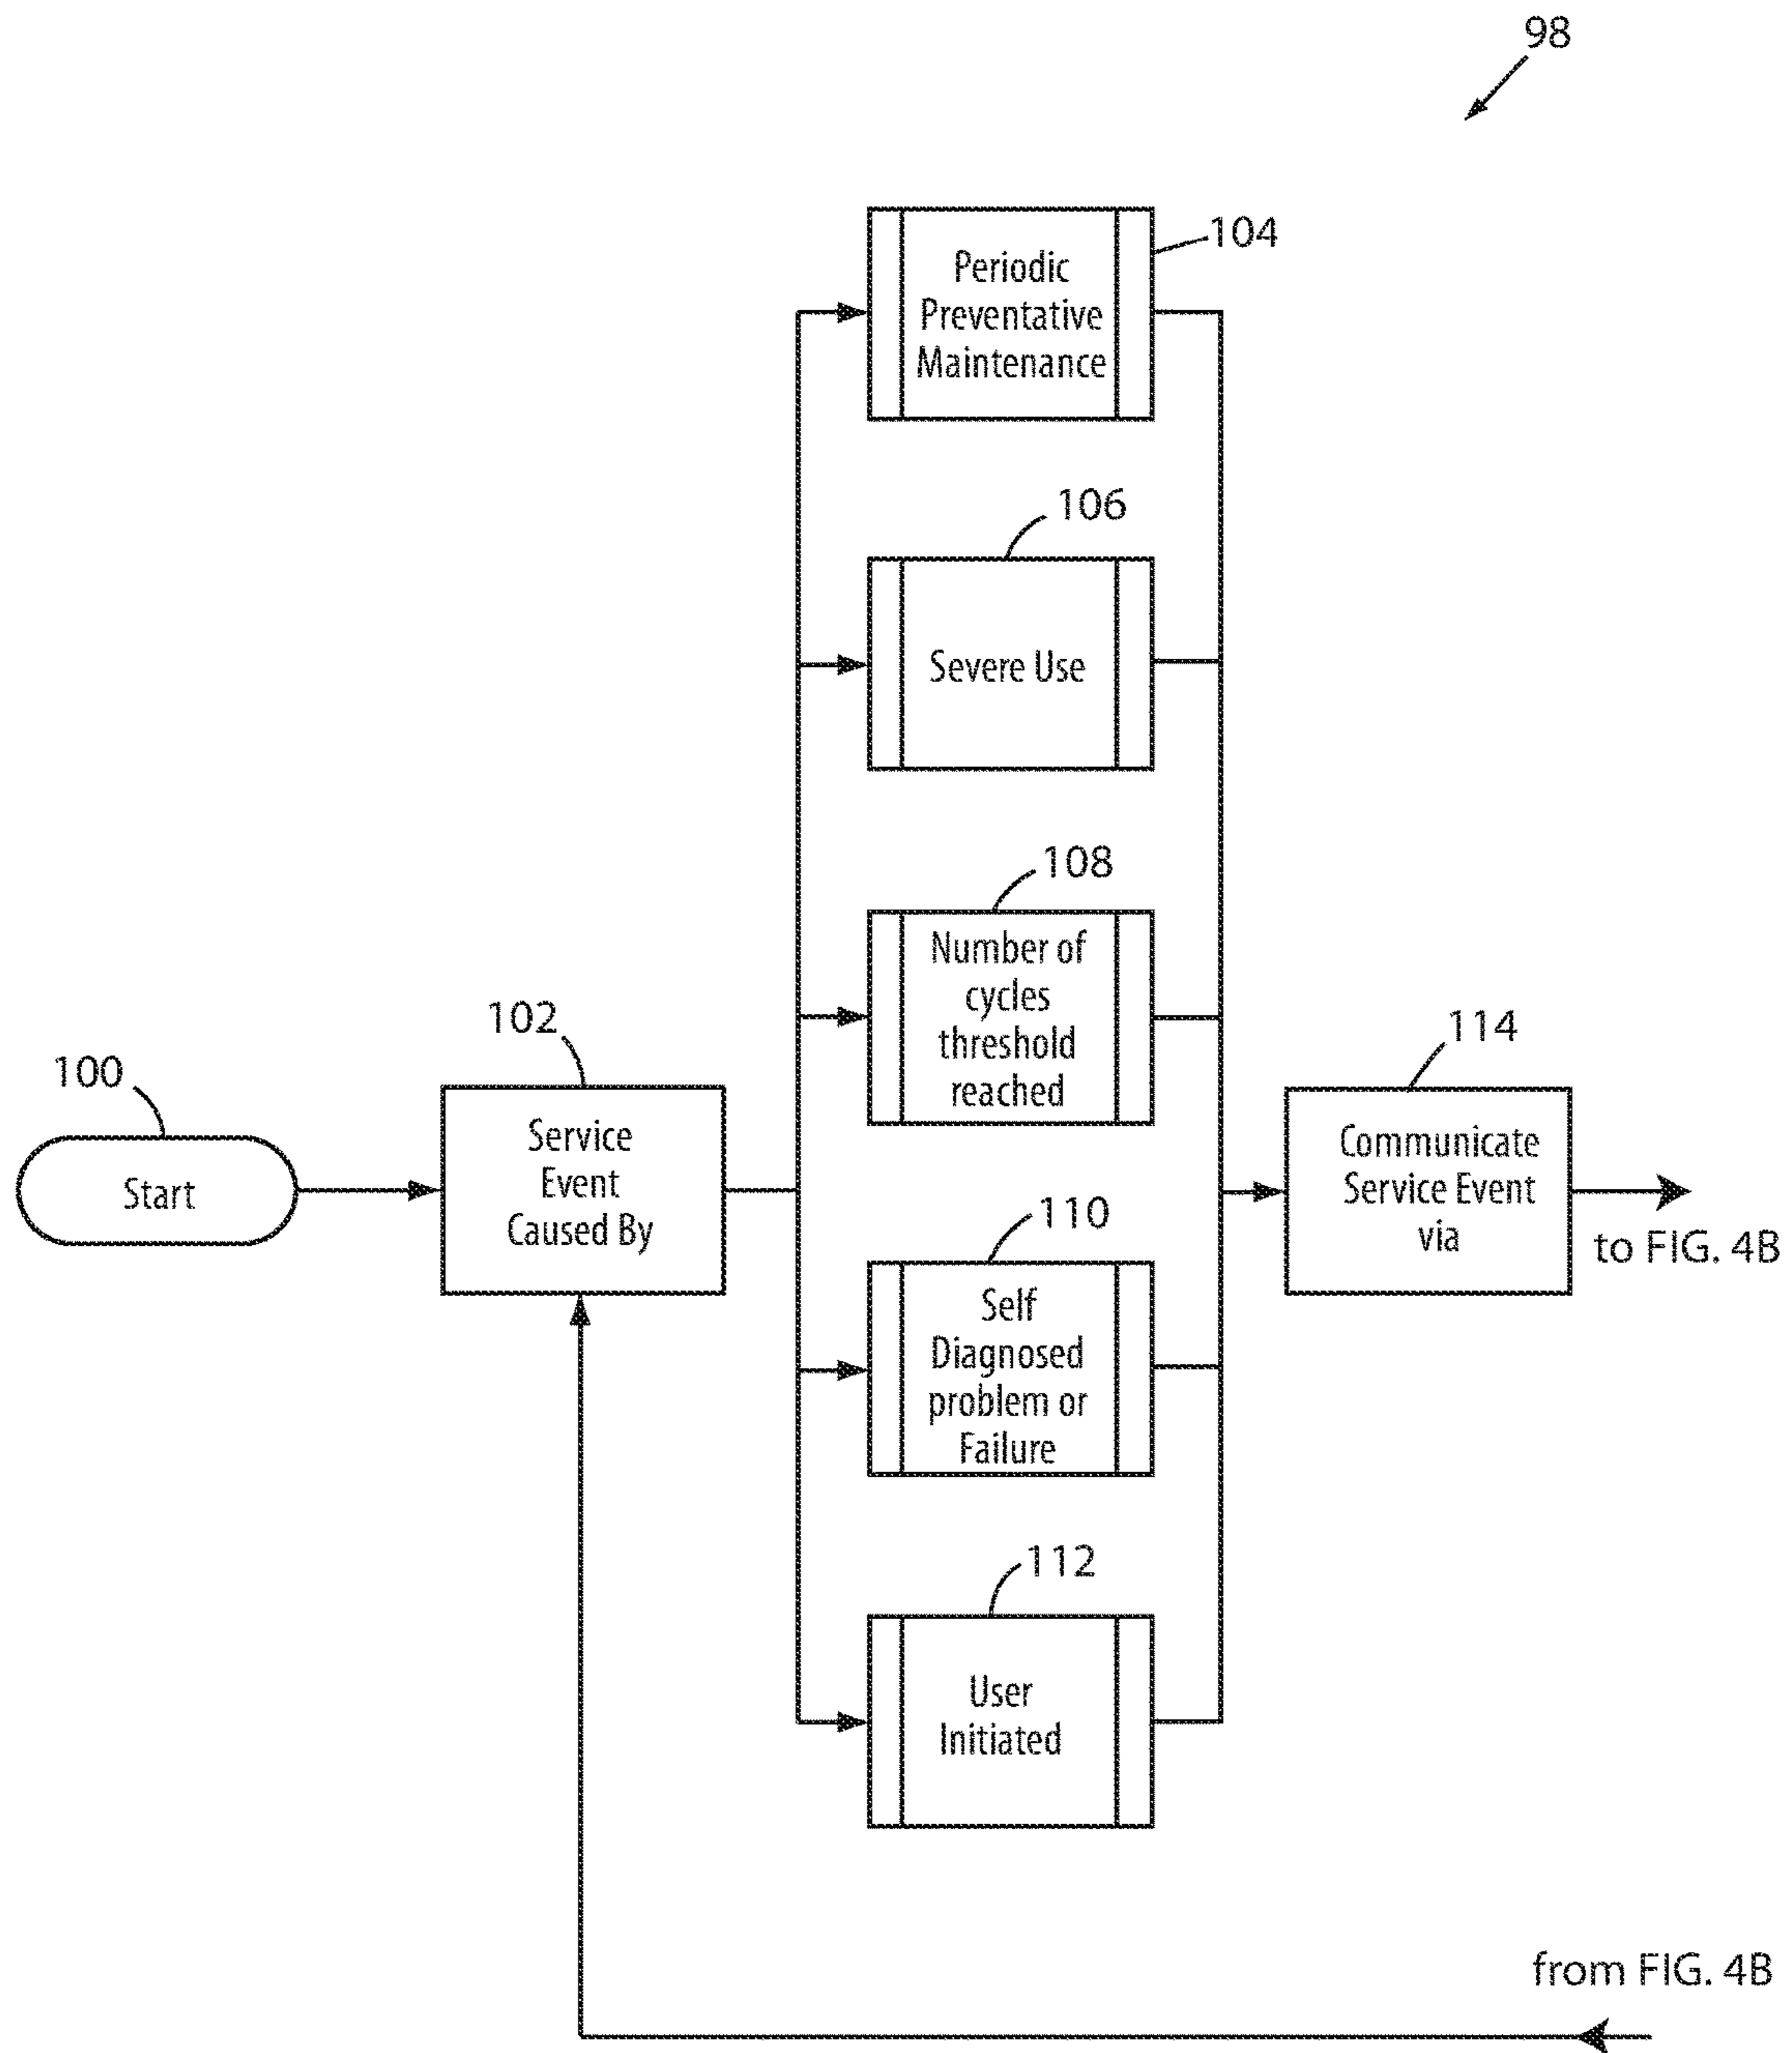 98
104
Periodic
Preventative
Maintenance
106
Severe Use
108
Number of
cycles
threshold
reached
100
Start
102
Service
Event
Caused By
114
Communicate
Service Event
via
to FIG. 4B
110
Self
Diagnosed
problem or
Failure
112
User
Initiated
from FIG. 4B